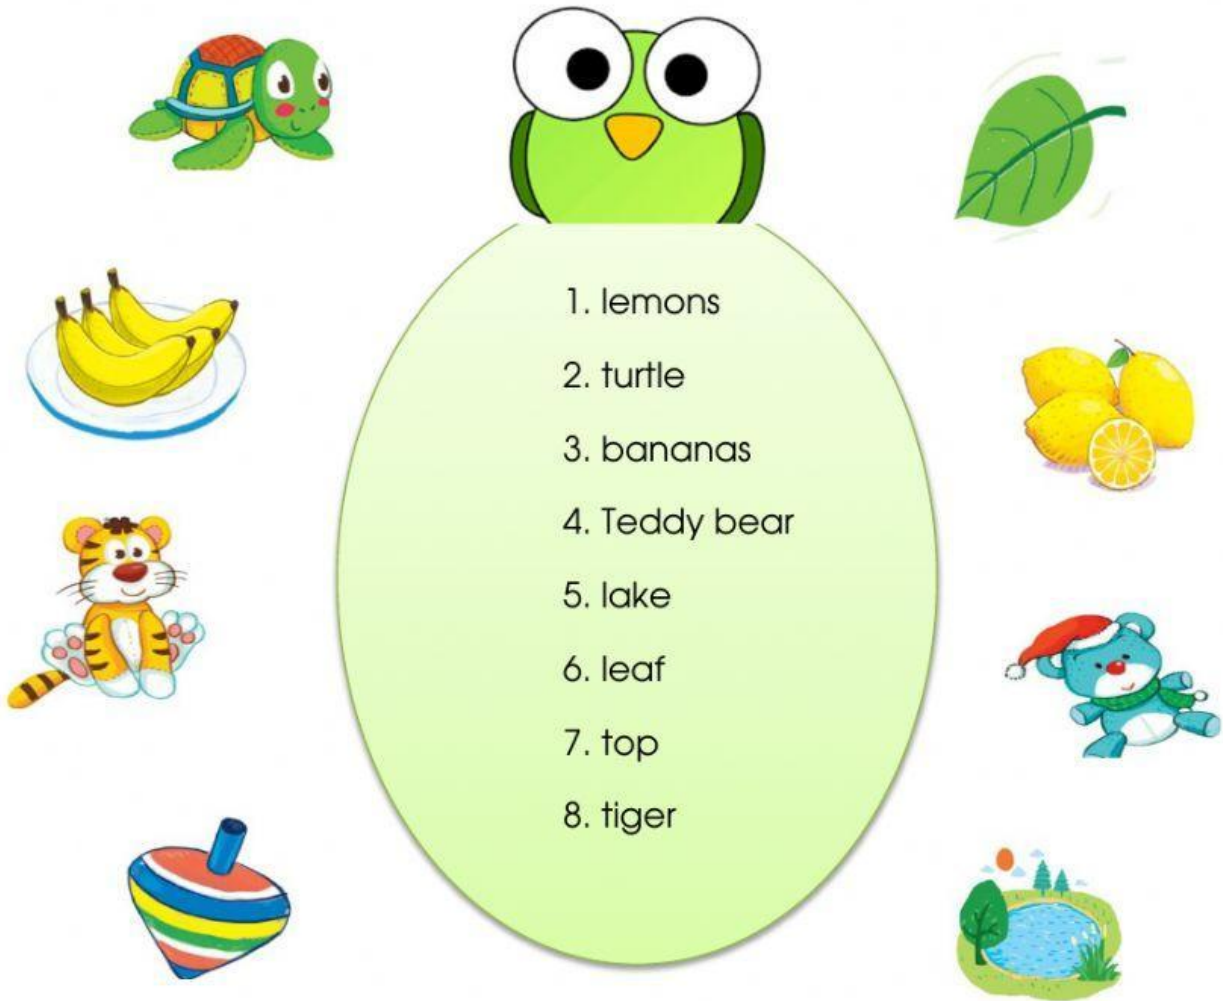 1. lemons
2. turtle
3. bananas
4. Teddy bear
5. lake
6. leaf
7. top
8. tiger